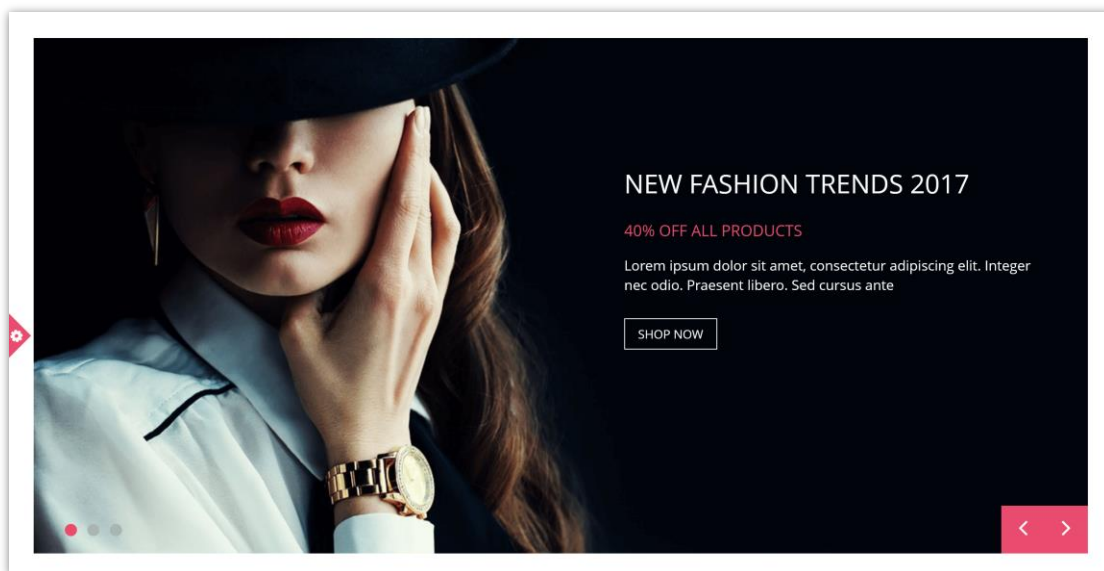 NEW FASHION TRENDS 2017
40% OFF ALL PRODUCTS
Lorem ipsum dolor sit amet, consectetur adipiscing elit. Integer
nec odio. Praesent libero. Sed cursus ante
SHOP NOW